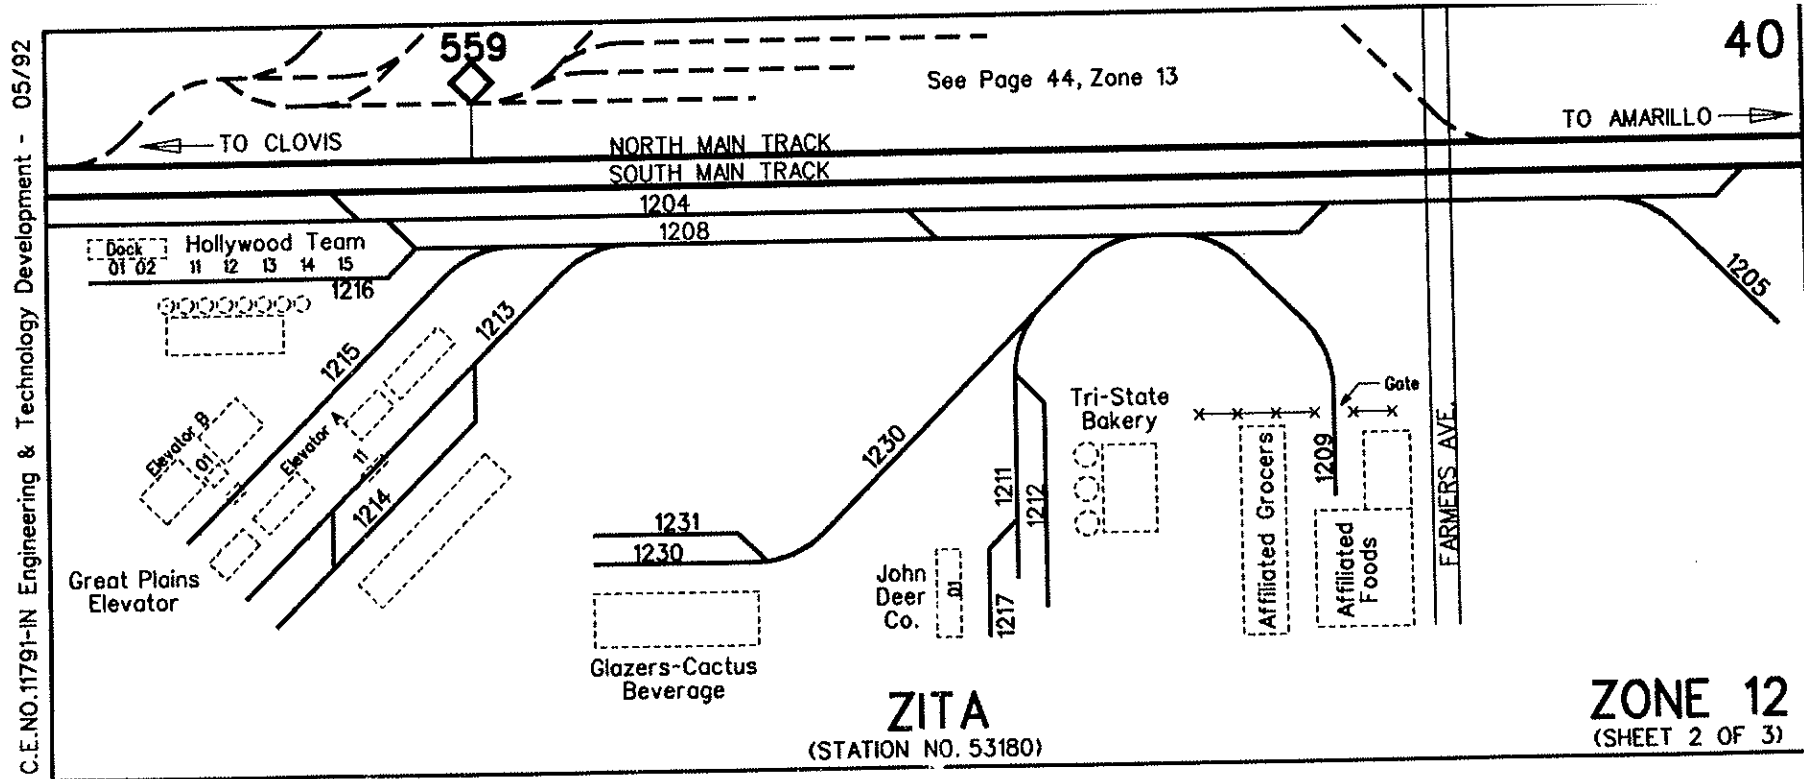 C.E.NO.11791-IN Engineering & Technology Development - 05/92
559
40
See Page 44, Zone 13
TO CLOVIS
TO AMARILLO
NORTH MAIN TRACK
SOUTH MAIN TRACK
1204
1208
Dock
Hollywood Team
01 02 11 12 13 14 15
1216
1205
1213
1215
Gate
Tri-State
Bakery
Elevator B
01
Elevator A
11
1230
1209
1214
1211
1212
1231
1230
Affiliated Grocers
Affiliated
Foods
FARMERS AVE.
Great Plains
Elevator
John
Deer
Co.
01
1217
Glazers-Cactus
Beverage
ZITA
(STATION NO. 53180)
ZONE 12
(SHEET 2 OF 3)